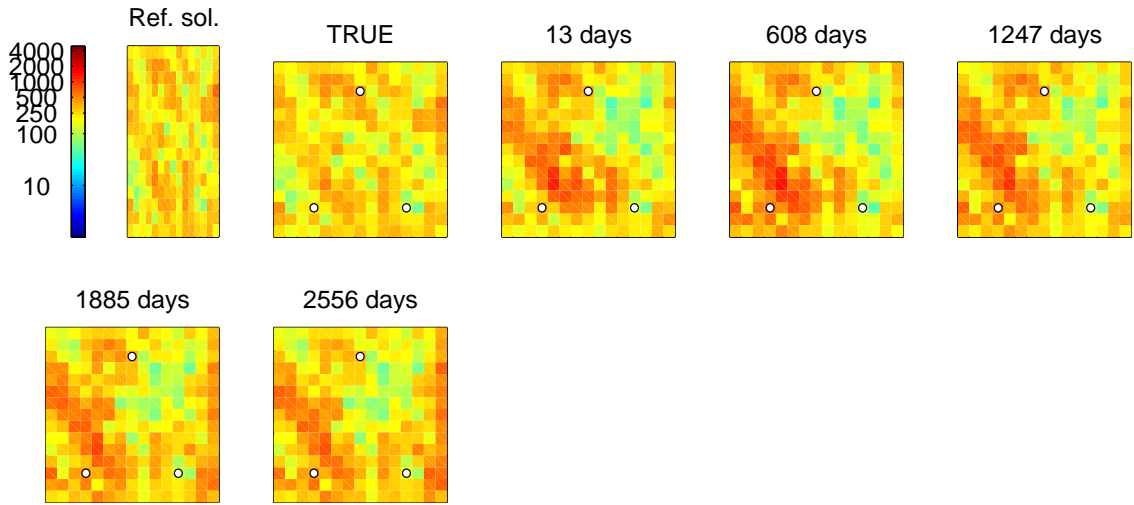 Ref. sol.
TRUE
13 days
608 days
1247 days
4000
2000
1000
500
250
100
10
1885 days
2556 days